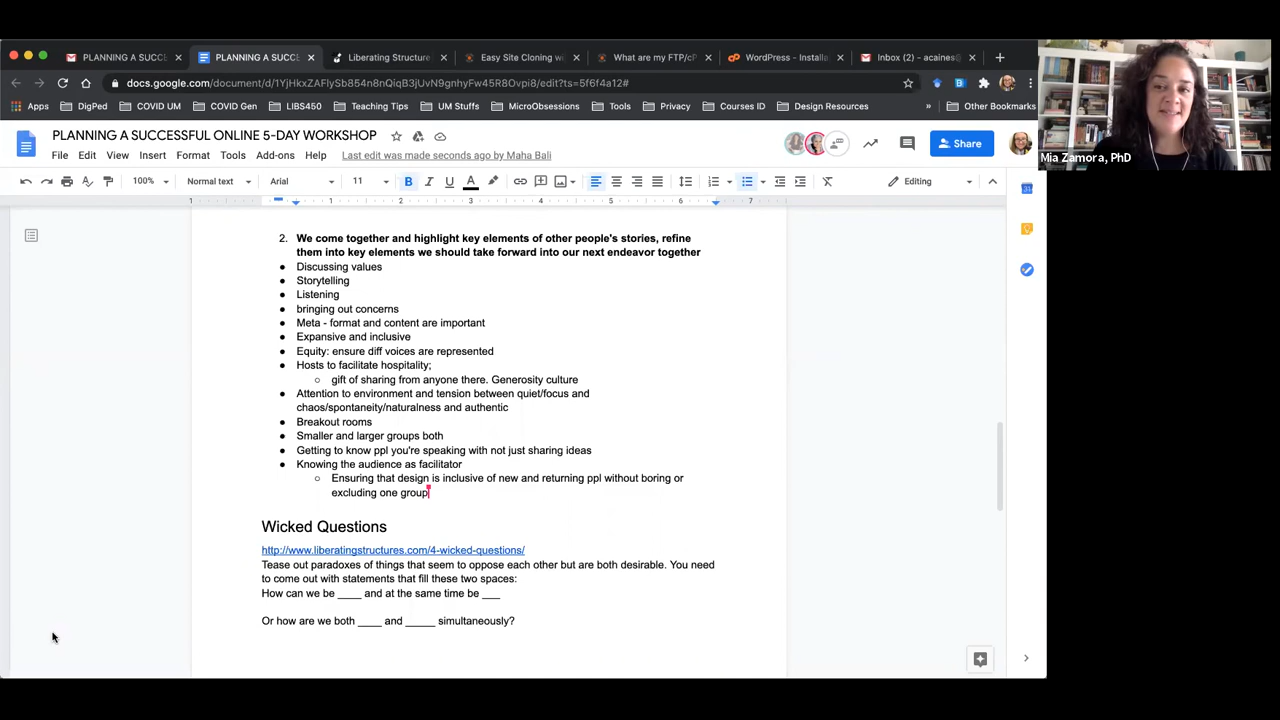 PLANNING A SUCCES
PLANNING A SUCCE
Liberating Structure
Easy Site Cloning w
What are my FTP/cP
WordPress - Installa
Inbox (20) - acaines@
docs.google.com/document/d/1YjHkxZAFlySb854n8nQiB3jUvN9gnhyFw45R8Ovpi8/edit?ts=5f6f4a12#
Apps
DigPed
COVID UM
COVID Gen
LIBS450
Teaching Tips
UM Stuffs
MicroObsessions
Tools
Privacy
Courses ID
Design Resources
»
Other Bookmarks
Mia Zamora, PhD
PLANNING A SUCCESSFUL ONLINE 5-DAY WORKSHOP
File Edit View Insert Format Tools Add-ons Help Last edit was made seconds ago by Maha Bali
Share
100% Normal text Arial 11 B I U A Editing
1 1 2 3 4 5 6 7
2. We come together and highlight key elements of other people's stories, refine
them into key elements we should take forward into our next endeavor together
● Discussing values
● Storytelling
● Listening
● bringing out concerns
● Meta - format and content are important
● Expansive and inclusive
● Equity: ensure diff voices are represented
● Hosts to facilitate hospitality;
○ gift of sharing from anyone there. Generosity culture
● Attention to environment and tension between quiet/focus and
chaos/spontaneity/naturalness and authentic
● Breakout rooms
● Smaller and larger groups both
● Getting to know ppl you're speaking with not just sharing ideas
● Knowing the audience as facilitator
○ Ensuring that design is inclusive of new and returning ppl without boring or
excluding one group
Wicked Questions
http://www.liberatingstructures.com/4-wicked-questions/
Tease out paradoxes of things that seem to oppose each other but are both desirable. You need
to come out with statements that fill these two spaces:
How can we be ____ and at the same time be ___
Or how are we both ____ and _____ simultaneously?